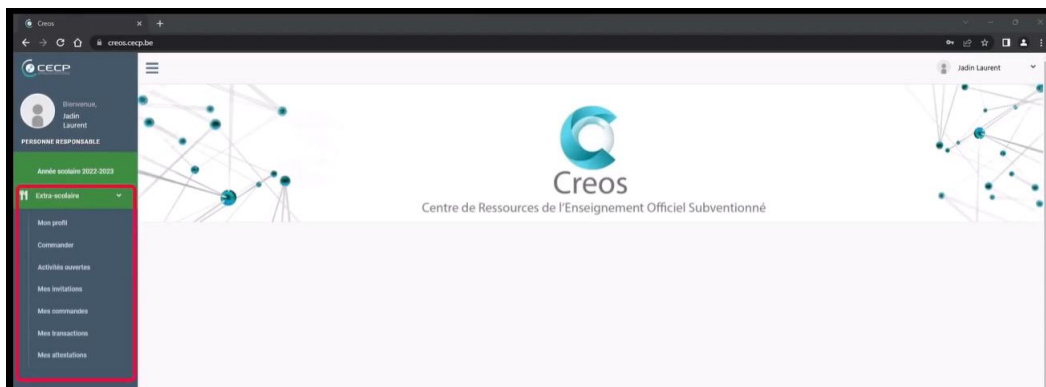 Creos
creos.cecp.be
CECP
Jadin Laurent
Bienvenue,
Jadin
Laurent
PERSONNE RESPONSABLE
Année scolaire 2022-2023
Extra-scolaire
Mon profil
Commander
Activités ouvertes
Mes invitations
Mes commandes
Mes transactions
Mes attestations
Creos
Centre de Ressources de l'Enseignement Officiel Subventionné